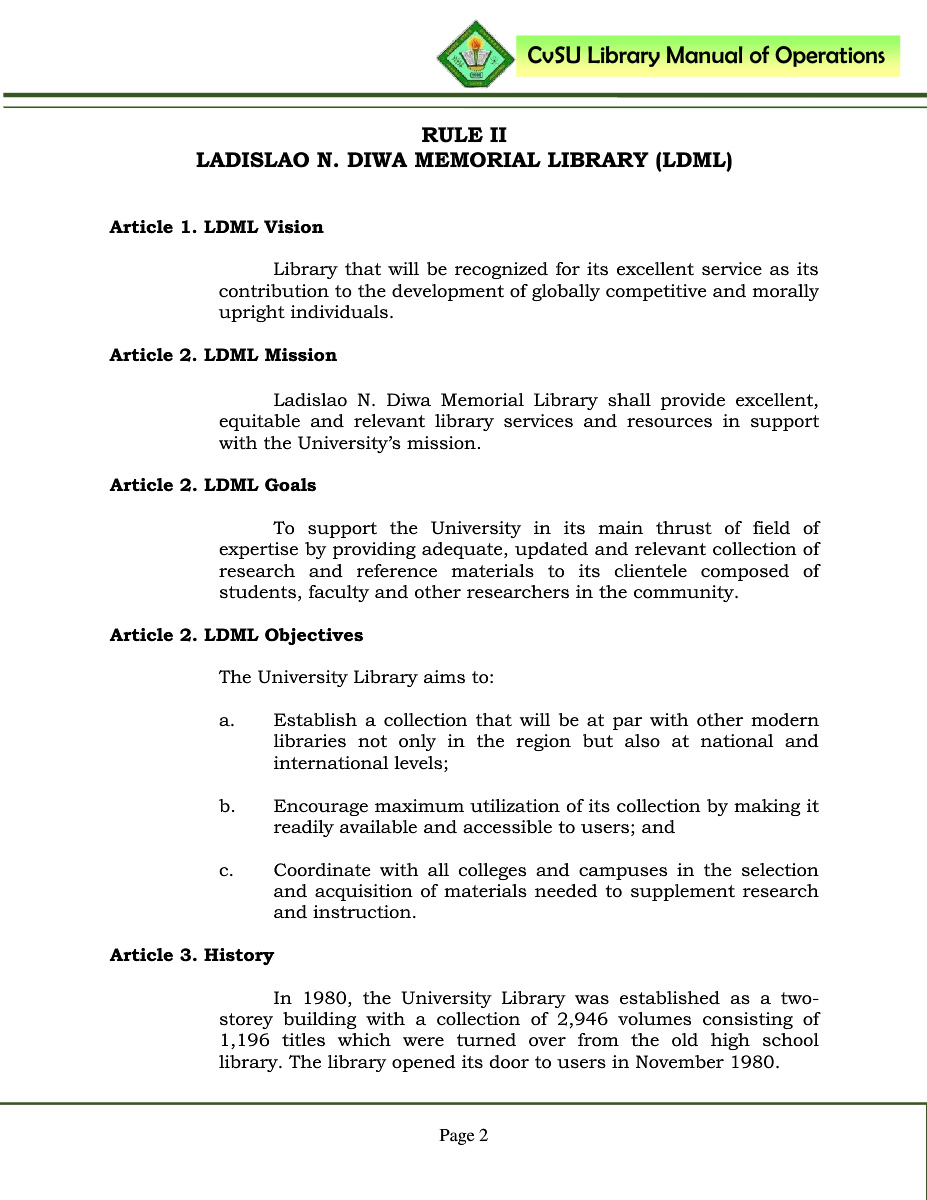 CvSU Library Manual of Operations
RULE II
LADISLAO N. DIWA MEMORIAL LIBRARY (LDML)
Article 1. LDML Vision
Library that will be recognized for its excellent service as its
contribution to the development of globally competitive and morally
upright individuals.
Article 2. LDML Mission
Ladislao N. Diwa Memorial Library shall provide excellent,
equitable and relevant library services and resources in support
with the University’s mission.
Article 2. LDML Goals
To support the University in its main thrust of field of
expertise by providing adequate, updated and relevant collection of
research and reference materials to its clientele composed of
students, faculty and other researchers in the community.
Article 2. LDML Objectives
The University Library aims to:
a. Establish a collection that will be at par with other modern
libraries not only in the region but also at national and
international levels;
b. Encourage maximum utilization of its collection by making it
readily available and accessible to users; and
c. Coordinate with all colleges and campuses in the selection
and acquisition of materials needed to supplement research
and instruction.
Article 3. History
In 1980, the University Library was established as a two-
storey building with a collection of 2,946 volumes consisting of
1,196 titles which were turned over from the old high school
library. The library opened its door to users in November 1980.
Page 2